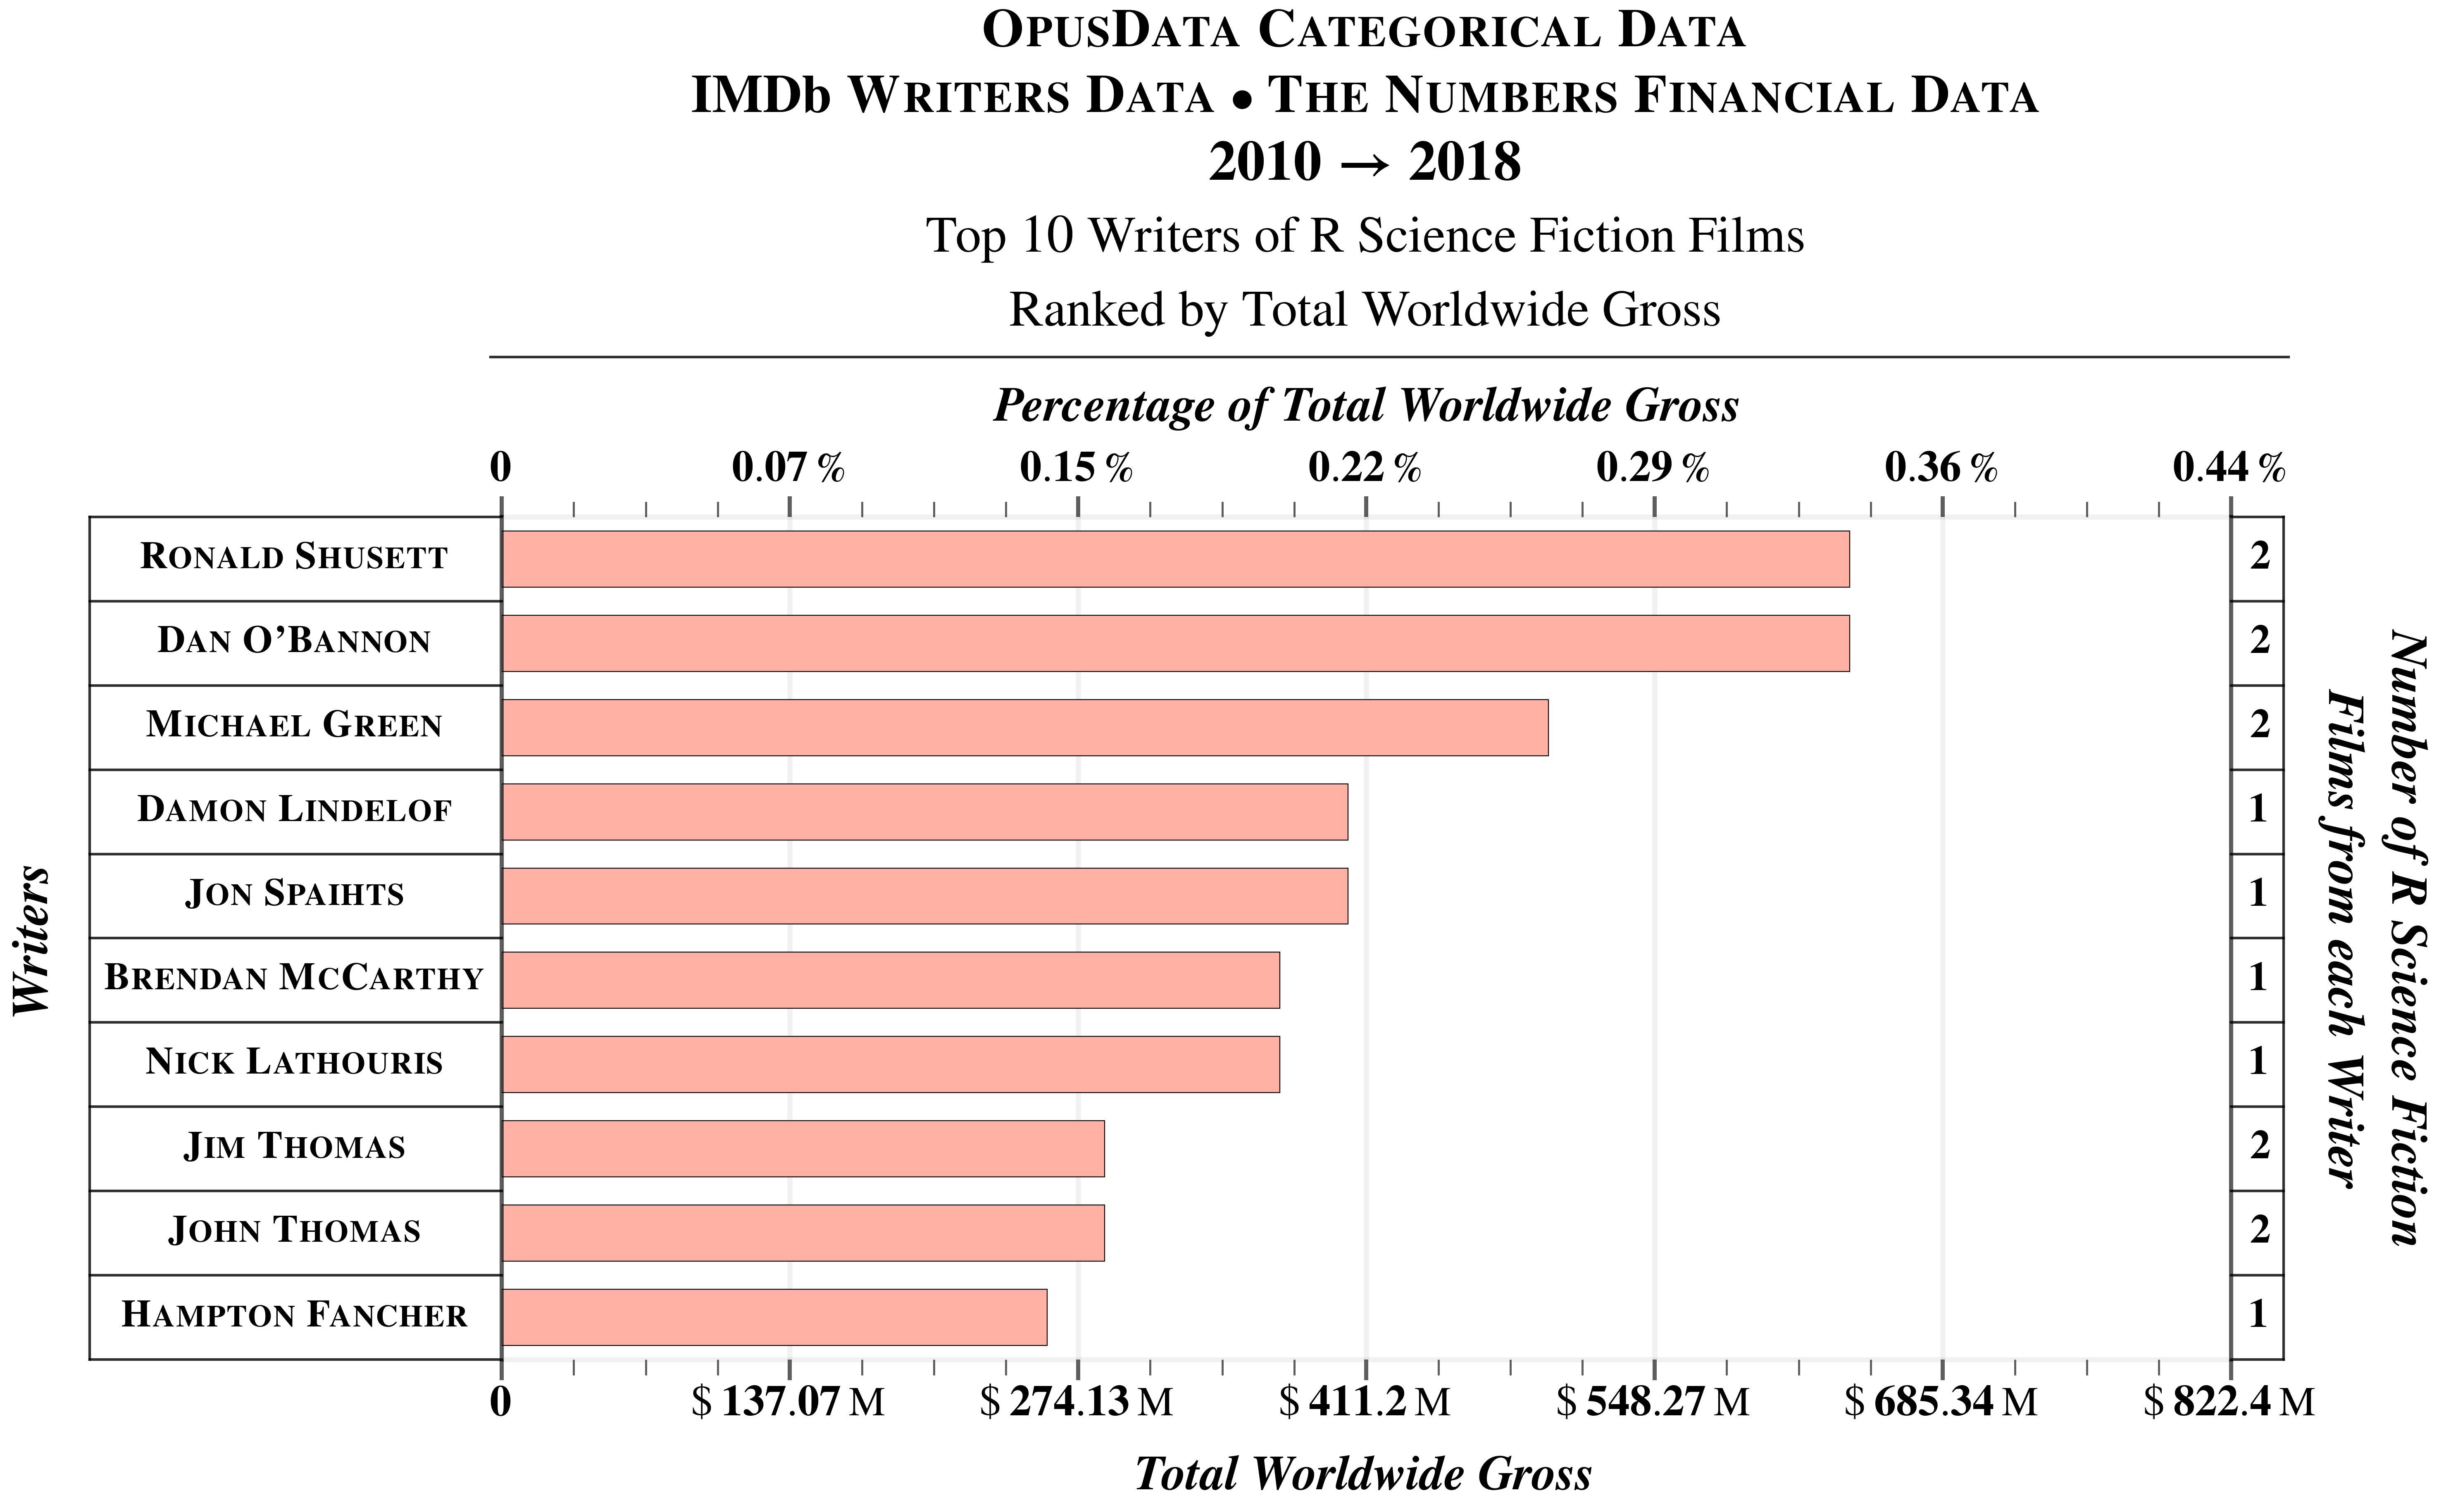 OpusData Categorical Data
IMDb Writers Data • The Numbers Financial Data
2010 → 2018
Top 10 Writers of R Science Fiction Films
Ranked by Total Worldwide Gross
Percentage of Total Worldwide Gross
0 0.07 % 0.15 % 0.22 % 0.29 % 0.36 % 0.44 %
Writers
Ronald Shusett 2
Dan O’Bannon 2
Michael Green 2
Damon Lindelof 1
Jon Spaihts 1
Brendan McCarthy 1
Nick Lathouris 1
Jim Thomas 2
John Thomas 2
Hampton Fancher 1
Number of R Science Fiction
Films from each Writer
0 $ 137.07 M $ 274.13 M $ 411.2 M $ 548.27 M $ 685.34 M $ 822.4 M
Total Worldwide Gross